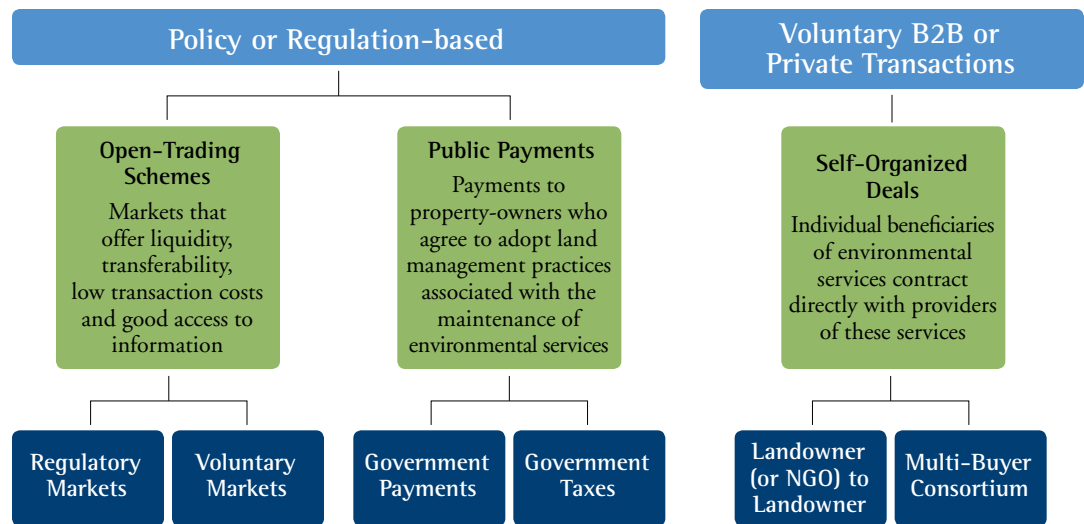 Policy or Regulation-based
Voluntary B2B or
Private Transactions
Open-Trading
Schemes
Markets that
offer liquidity,
transferability,
low transaction costs
and good access to
information
Public Payments
Payments to
property-owners who
agree to adopt land
management practices
associated with the
maintenance of
environmental services
Self-Organized
Deals
Individual beneficiaries
of environmental
services contract
directly with providers
of these services
Regulatory
Markets
Voluntary
Markets
Government
Payments
Government
Taxes
Landowner
(or NGO) to
Landowner
Multi-Buyer
Consortium